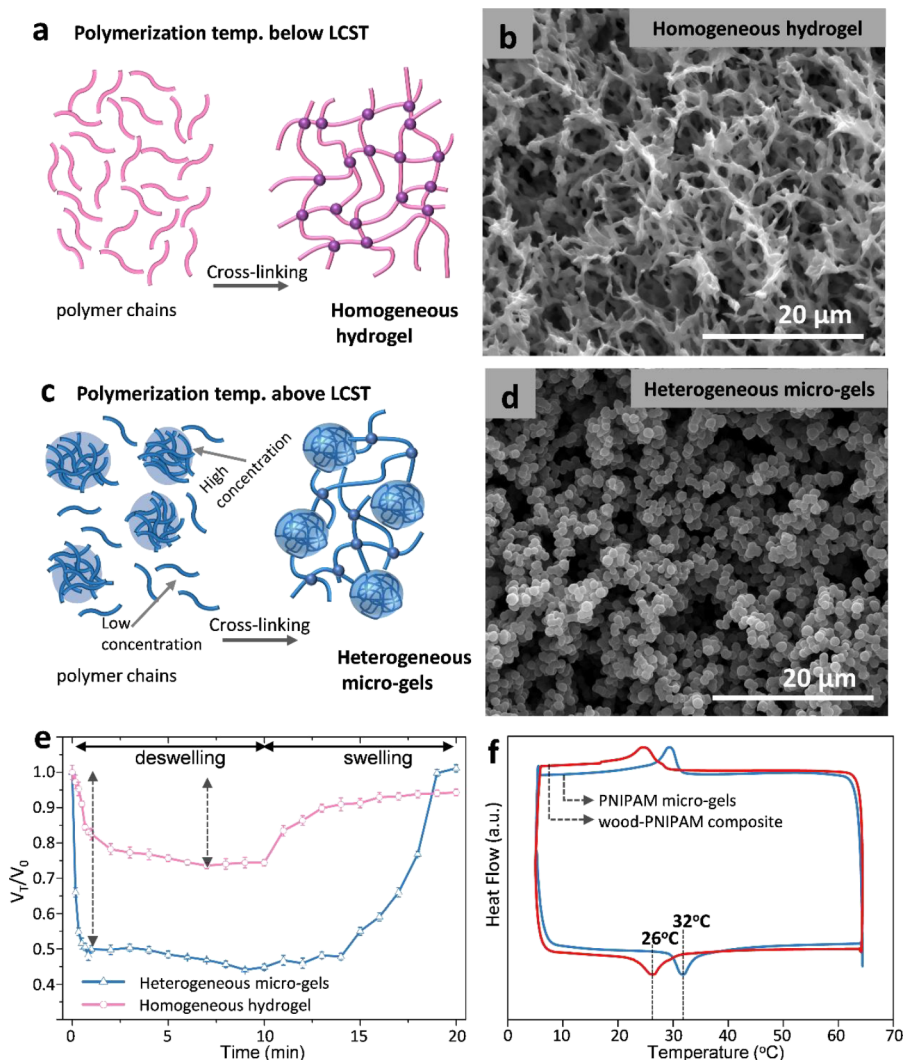 a Polymerization temp. below LCST
polymer chains
Cross-linking
Homogeneous
hydrogel
b Homogeneous hydrogel
20 μm
c Polymerization temp. above LCST
High
concentration
Low
concentration
Cross-linking
polymer chains
Heterogeneous
micro-gels
d Heterogeneous micro-gels
20 μm
e
deswelling swelling
1.0
0.9
0.8
0.7
0.6
0.5
0.4
VT/V0
Heterogeneous micro-gels
Homogeneous hydrogel
0 5 10 15 20
Time (min)
f
PNIPAM micro-gels
wood-PNIPAM composite
Heat Flow (a.u.)
32°C
26°C
0 10 20 30 40 50 60 70
Temperature (°C)